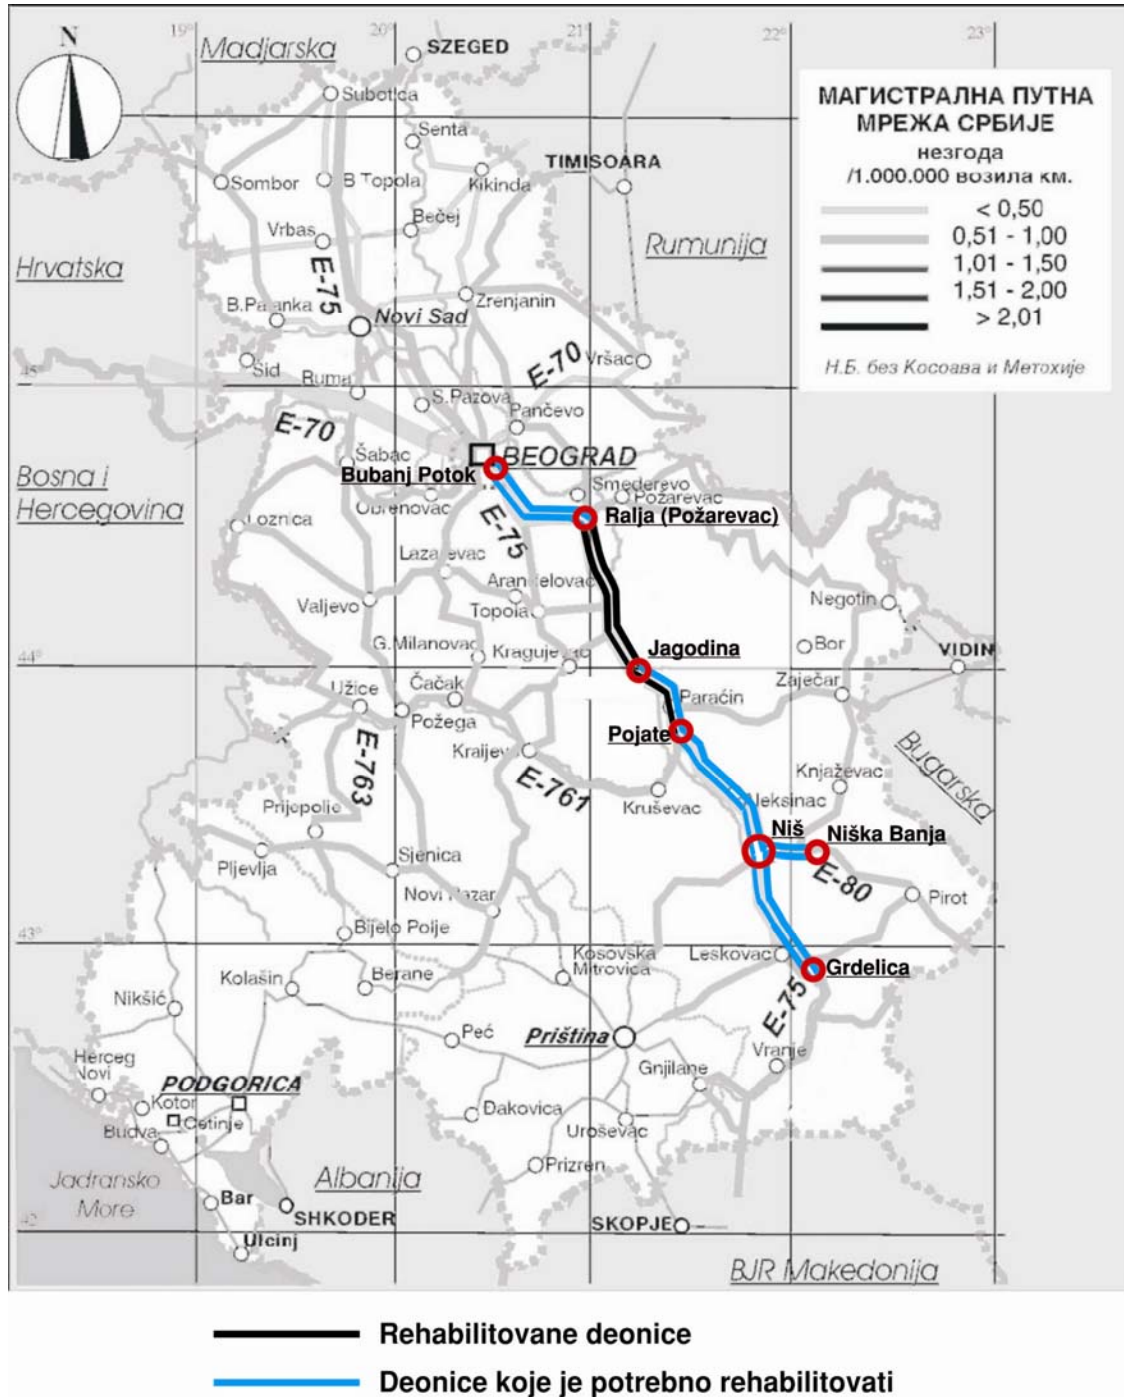 19°
20°
21°
22°
23°
N
Madjarska
SZEGED
Subotica
Senta
TIMISOARA
Sombor
B Topola
Kikinda
Bečej
Vrbas
Rumunija
Hrvatska
E-75
Zrenjanin
B.Palanka
Novi Sad
E-70
Vršac
Šid
Ruma
45°
S.Pazova
Pančevo
E-70
BEOGRAD
Šabac
Bubanj Potok
Bosna i
Hercegovina
Smederevo
Požarevac
Obrenovac
Loznica
E-75
Ralja (Požarevac)
Lazarevac
Aranđelovac
Valjevo
Topola
Negotin
G.Milanovac
Kragujevac
Jagodina
Bor
VIDIN
44°
Zaječar
Užice
Čačak
Paraćin
Požega
Pojate
Kraljevo
E-763
E-761
Bugarska
Knjaževac
Kruševac
Aleksinac
Prijepolje
Niš
Niška Banja
Pljevlja
Sjenica
E-80
Novi Pazar
Pirot
43°
Bijelo Polje
Kosovska
Mitrovica
Leskovac
Grdelica
Kolašin
Berane
Nikšić
E-75
Peć
Priština
Vranje
Herceg
Novi
Gnjilane
PODGORICA
Kotor
Cetinje
Đakovica
Budva
Uroševac
Prizren
Jadransko
More
Albanija
Bar
SHKODER
SKOPJE
42
Ulcinj
BJR Makedonija
МАГИСТРАЛНА ПУТНА
МРЕЖА СРБИЈЕ
незгода
/1.000.000 возила км.
< 0,50
0,51 - 1,00
1,01 - 1,50
1,51 - 2,00
> 2,01
Н.Б. без Косоава и Метохије
Rehabilitovane deonice
Deonice koje je potrebno rehabilitovati